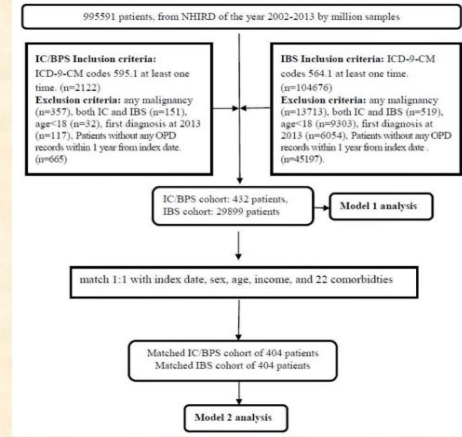 995591 patients, from NHIRD of the year 2002-2013 by million samples
IC/BPS Inclusion criteria:
ICD-9-CM codes 595.1 at least one
time. (n=2122)
Exclusion criteria: any malignancy
(n=357), both IC and IBS (n=151),
age<18 (n=32), first diagnosis at 2013
(n=117), Patients without any OPD
records within 1 year from index date.
(n=665)
IBS Inclusion criteria: ICD-9-CM
codes 564.1 at least one time.
(n=104676)
Exclusion criteria: any malignancy
(n=13713), both IC and IBS (n=519),
age<18 (n=9303), first diagnosis at
2013 (n=6054), Patients without any OPD
records within 1 year from index date .
(n=45197).
IC/BPS cohort: 432 patients,
IBS cohort: 29899 patients
Model 1 analysis
match 1:1 with index date, sex, age, income, and 22 comorbidties
Matched IC/BPS cohort of 404 patients
Matched IBS cohort of 404 patients
Model 2 analysis